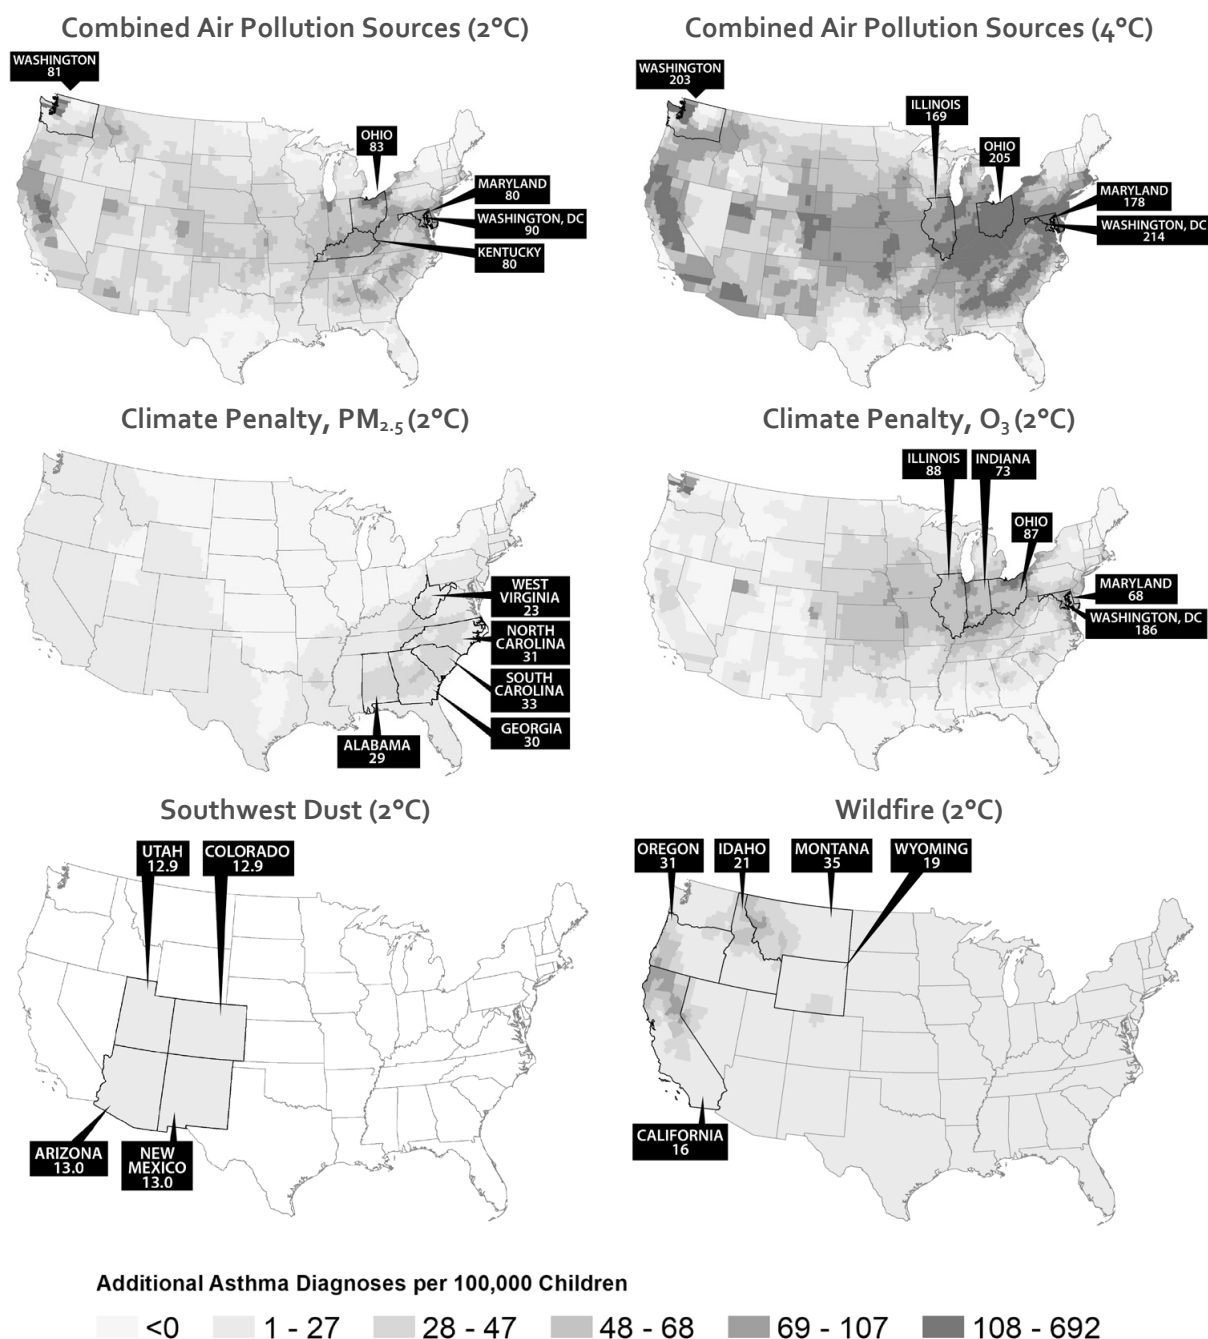 Combined Air Pollution Sources (2°C)
WASHINGTON
81
OHIO
83
MARYLAND
80
WASHINGTON, DC
90
KENTUCKY
80
Combined Air Pollution Sources (4°C)
WASHINGTON
203
ILLINOIS
169
OHIO
205
MARYLAND
178
WASHINGTON, DC
214
Climate Penalty, PM2.5 (2°C)
WEST
VIRGINIA
23
NORTH
CAROLINA
31
SOUTH
CAROLINA
33
GEORGIA
30
ALABAMA
29
Climate Penalty, O3 (2°C)
ILLINOIS
88
INDIANA
73
OHIO
87
MARYLAND
68
WASHINGTON, DC
186
Southwest Dust (2°C)
UTAH
12.9
COLORADO
12.9
ARIZONA
13.0
NEW
MEXICO
13.0
Wildfire (2°C)
OREGON
31
IDAHO
21
MONTANA
35
WYOMING
19
CALIFORNIA
16
Additional Asthma Diagnoses per 100,000 Children
<0
1 - 27
28 - 47
48 - 68
69 - 107
108 - 692